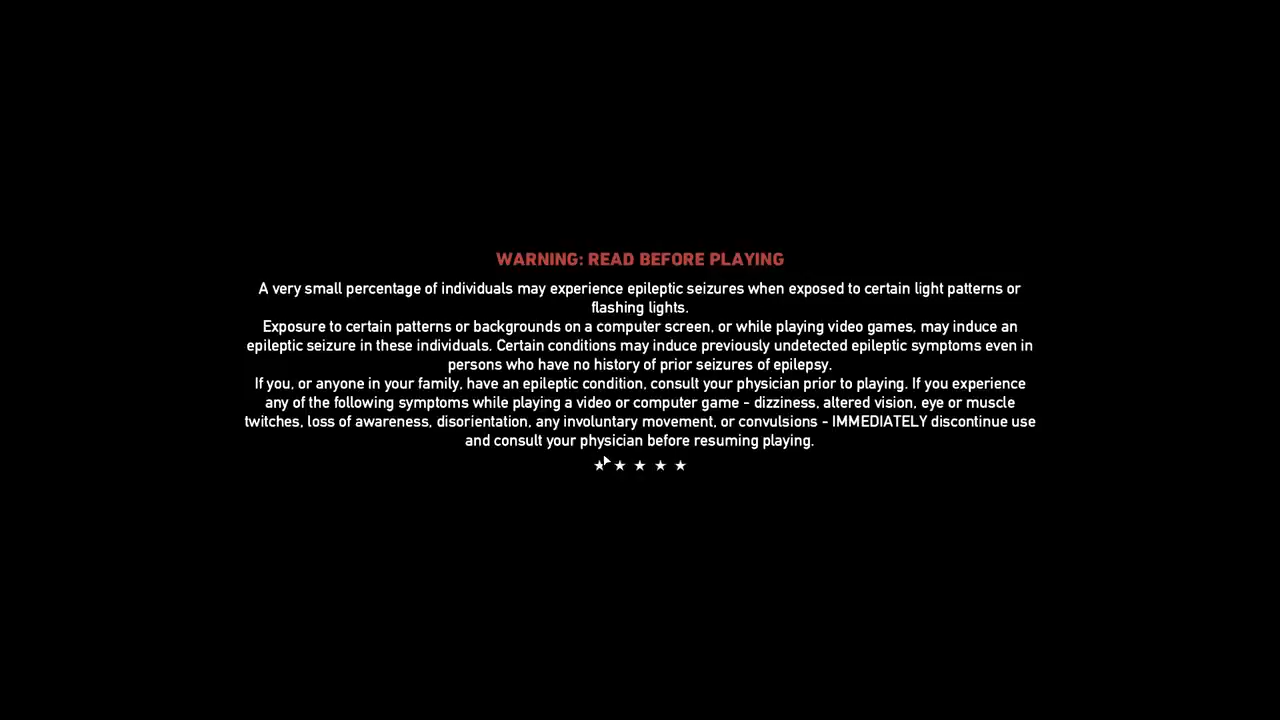 WARNING: READ BEFORE PLAYING
A very small percentage of individuals may experience epileptic seizures when exposed to certain light patterns or
flashing lights.
Exposure to certain patterns or backgrounds on a computer screen, or while playing video games, may induce an
epileptic seizure in these individuals. Certain conditions may induce previously undetected epileptic symptoms even in
persons who have no history of prior seizures of epilepsy.
If you, or anyone in your family, have an epileptic condition, consult your physician prior to playing. If you experience
any of the following symptoms while playing a video or computer game - dizziness, altered vision, eye or muscle
twitches, loss of awareness, disorientation, any involuntary movement, or convulsions - IMMEDIATELY discontinue use
and consult your physician before resuming playing.
★ ★ ★ ★ ★